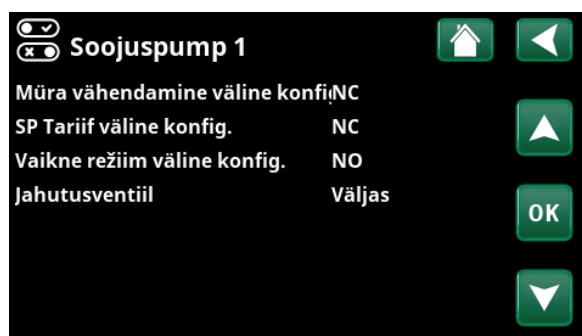 Soojuspump 1
Müra vähendamine väline konfi NC
SP Tariif väline konfig. NC
Vaikne režiim väline konfig. NO
Jahutusventiil Väljas
OK